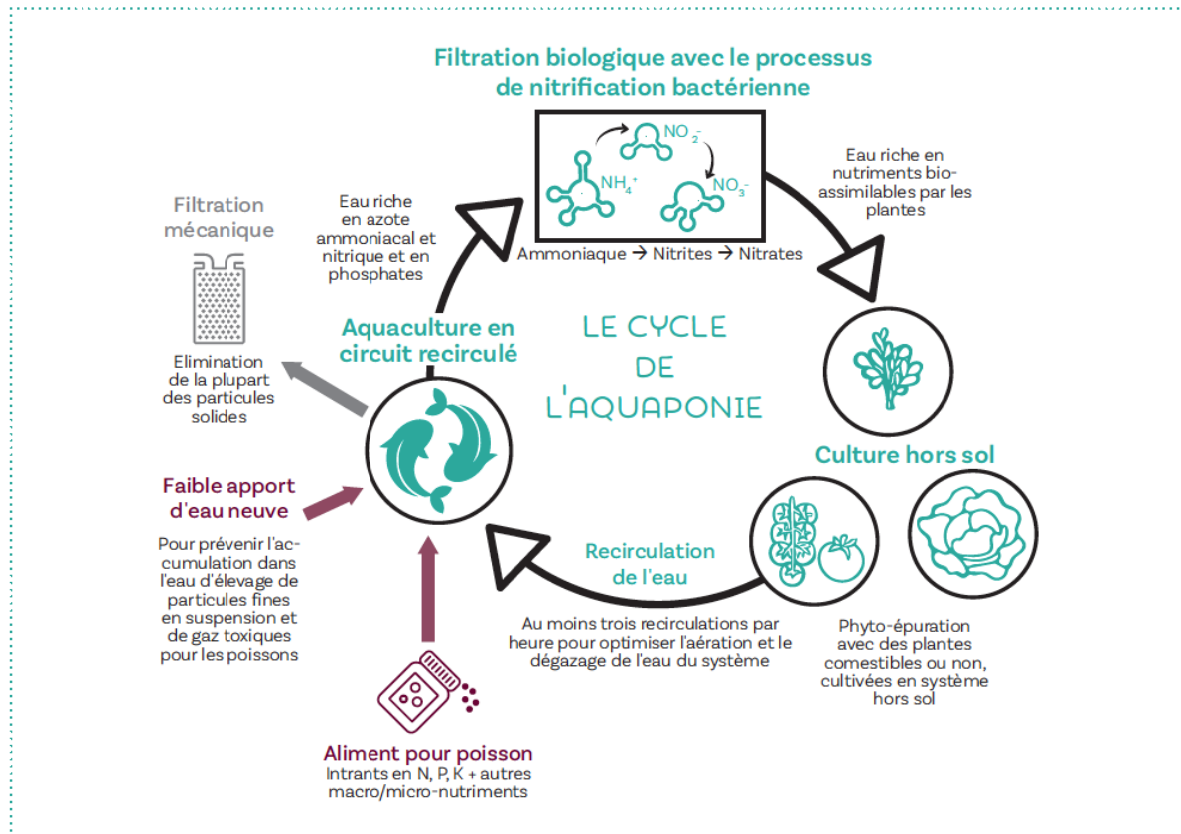 Filtration biologique avec le processus
de nitrification bactérienne
NO₂⁻
NH₄⁺
NO₃⁻
Ammoniaque → Nitrites → Nitrates
Eau riche en
nutriments bio-
assimilables par les
plantes
Eau riche
en azote
ammoniacal et
nitrique et en
phosphates
Filtration
mécanique
Elimination
de la plupart
des particules
solides
Aquaculture en
circuit recirculé
LE CYCLE
DE
L'AQUAPONIE
Culture hors sol
Faible apport
d'eau neuve
Pour prévenir l'ac-
cumulation dans
l'eau d'élevage de
particules fines
en suspension et
de gaz toxiques
pour les poissons
Recirculation
de l'eau
Au moins trois recirculations par
heure pour optimiser l'aération et le
dégazage de l'eau du système
Phyto-épuration
avec des plantes
comestibles ou non,
cultivées en système
hors sol
Aliment pour poisson
Intrants en N, P, K + autres
macro/micro-nutriments